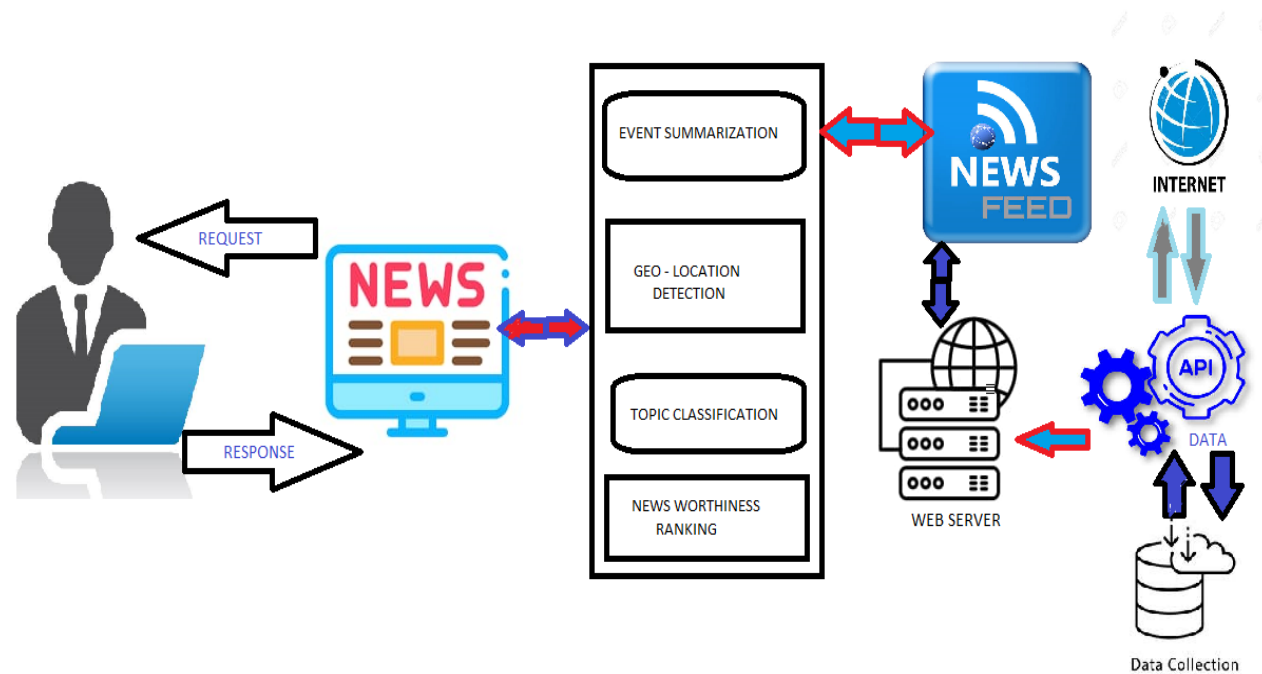 EVENT SUMMARIZATION
NEWS
FEED
INTERNET
REQUEST
NEWS
GEO - LOCATION
DETECTION
API
TOPIC CLASSIFICATION
DATA
RESPONSE
NEWS WORTHINESS
RANKING
WEB SERVER
Data Collection